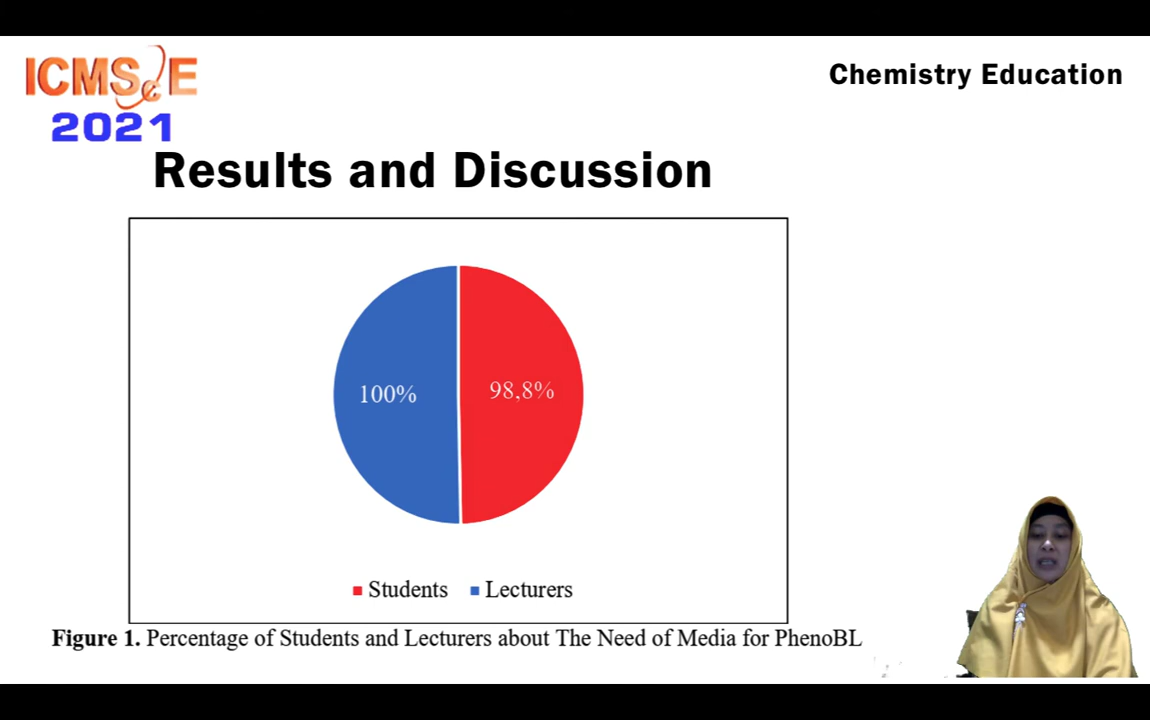 ICMScE
2021
Chemistry Education
Results and Discussion
100%
98,8%
Students
Lecturers
Figure 1. Percentage of Students and Lecturers about The Need of Media for PhenoBL